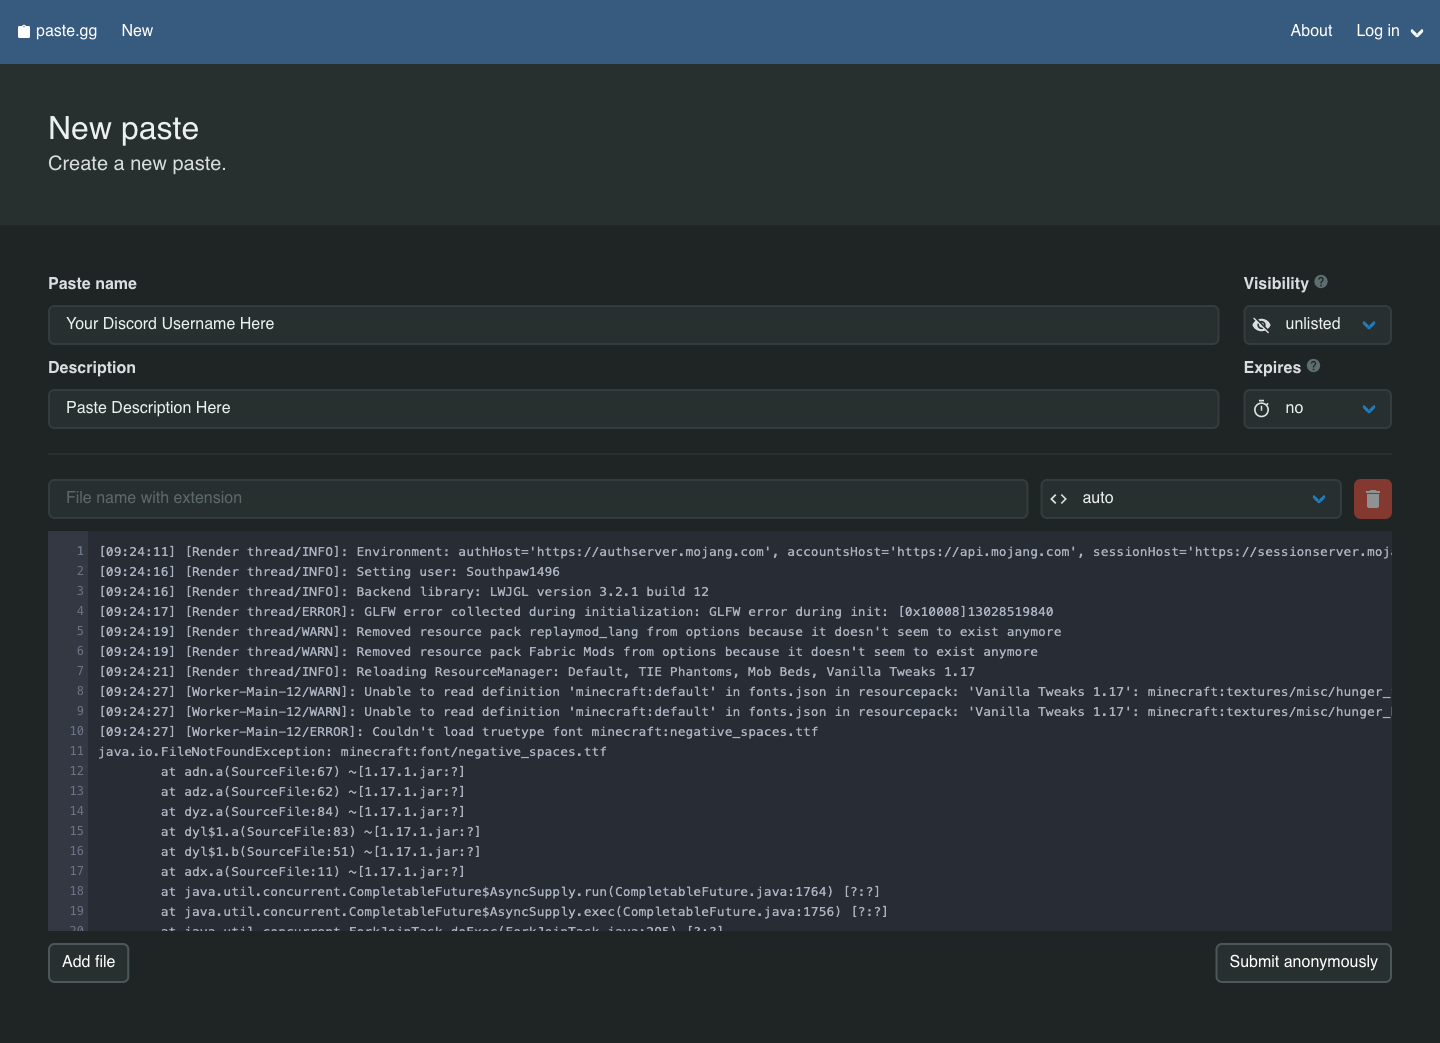 paste.gg New About Log in
New paste
Create a new paste.
Paste name Visibility ?
Your Discord Username Here unlisted
Description Expires ?
Paste Description Here no
File name with extension <> auto
1 [09:24:11] [Render thread/INFO]: Environment: authHost='https://authserver.mojang.com', accountsHost='https://api.mojang.com', sessionHost='https://sessionserver.moj
2 [09:24:16] [Render thread/INFO]: Setting user: Southpaw1496
3 [09:24:16] [Render thread/INFO]: Backend library: LWJGL version 3.2.1 build 12
4 [09:24:17] [Render thread/ERROR]: GLFW error collected during initialization: GLFW error during init: [0x10008]13028519840
5 [09:24:19] [Render thread/WARN]: Removed resource pack replaymod_lang from options because it doesn't seem to exist anymore
6 [09:24:19] [Render thread/WARN]: Removed resource pack Fabric Mods from options because it doesn't seem to exist anymore
7 [09:24:21] [Render thread/INFO]: Reloading ResourceManager: Default, TIE Phantoms, Mob Beds, Vanilla Tweaks 1.17
8 [09:24:27] [Worker-Main-12/WARN]: Unable to read definition 'minecraft:default' in fonts.json in resourcepack: 'Vanilla Tweaks 1.17': minecraft:textures/misc/hunger_
9 [09:24:27] [Worker-Main-12/WARN]: Unable to read definition 'minecraft:default' in fonts.json in resourcepack: 'Vanilla Tweaks 1.17': minecraft:textures/misc/hunger_
10 [09:24:27] [Worker-Main-12/ERROR]: Couldn't load truetype font minecraft:negative_spaces.ttf
11 java.io.FileNotFoundException: minecraft:font/negative_spaces.ttf
12 at adn.a(SourceFile:67) ~[1.17.1.jar:?]
13 at adz.a(SourceFile:62) ~[1.17.1.jar:?]
14 at dyz.a(SourceFile:84) ~[1.17.1.jar:?]
15 at dyl$1.a(SourceFile:83) ~[1.17.1.jar:?]
16 at dyl$1.b(SourceFile:51) ~[1.17.1.jar:?]
17 at adx.a(SourceFile:11) ~[1.17.1.jar:?]
18 at java.util.concurrent.CompletableFuture$AsyncSupply.run(CompletableFuture.java:1764) [?:?]
19 at java.util.concurrent.CompletableFuture$AsyncSupply.exec(CompletableFuture.java:1756) [?:?]
20 at java.util.concurrent.ForkJoinTask.doExec(ForkJoinTask.java:295) [?:?]
Add file Submit anonymously